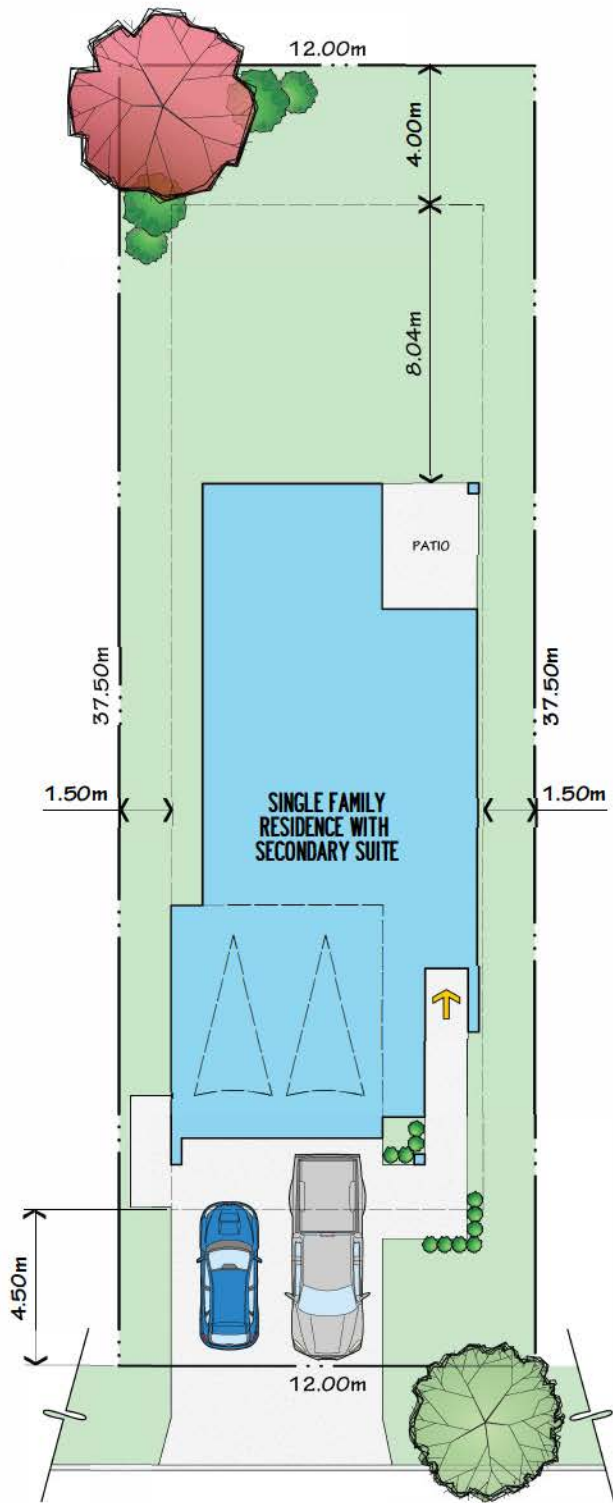 12.00m
4.00m
8.04m
PATIO
37.50m
37.50m
1.50m
1.50m
SINGLE FAMILY
RESIDENCE WITH
SECONDARY SUITE
4.50m
12.00m